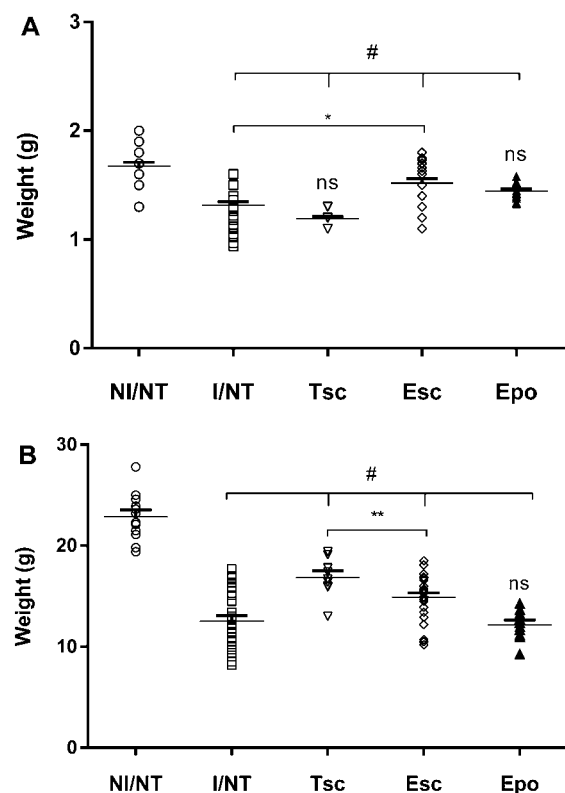 A
3
#
2
*
ns
ns
Weight (g)
1
0
NI/NT I/NT Tsc Esc Epo
B
30
#
**
20
ns
Weight (g)
10
0
NI/NT I/NT Tsc Esc Epo